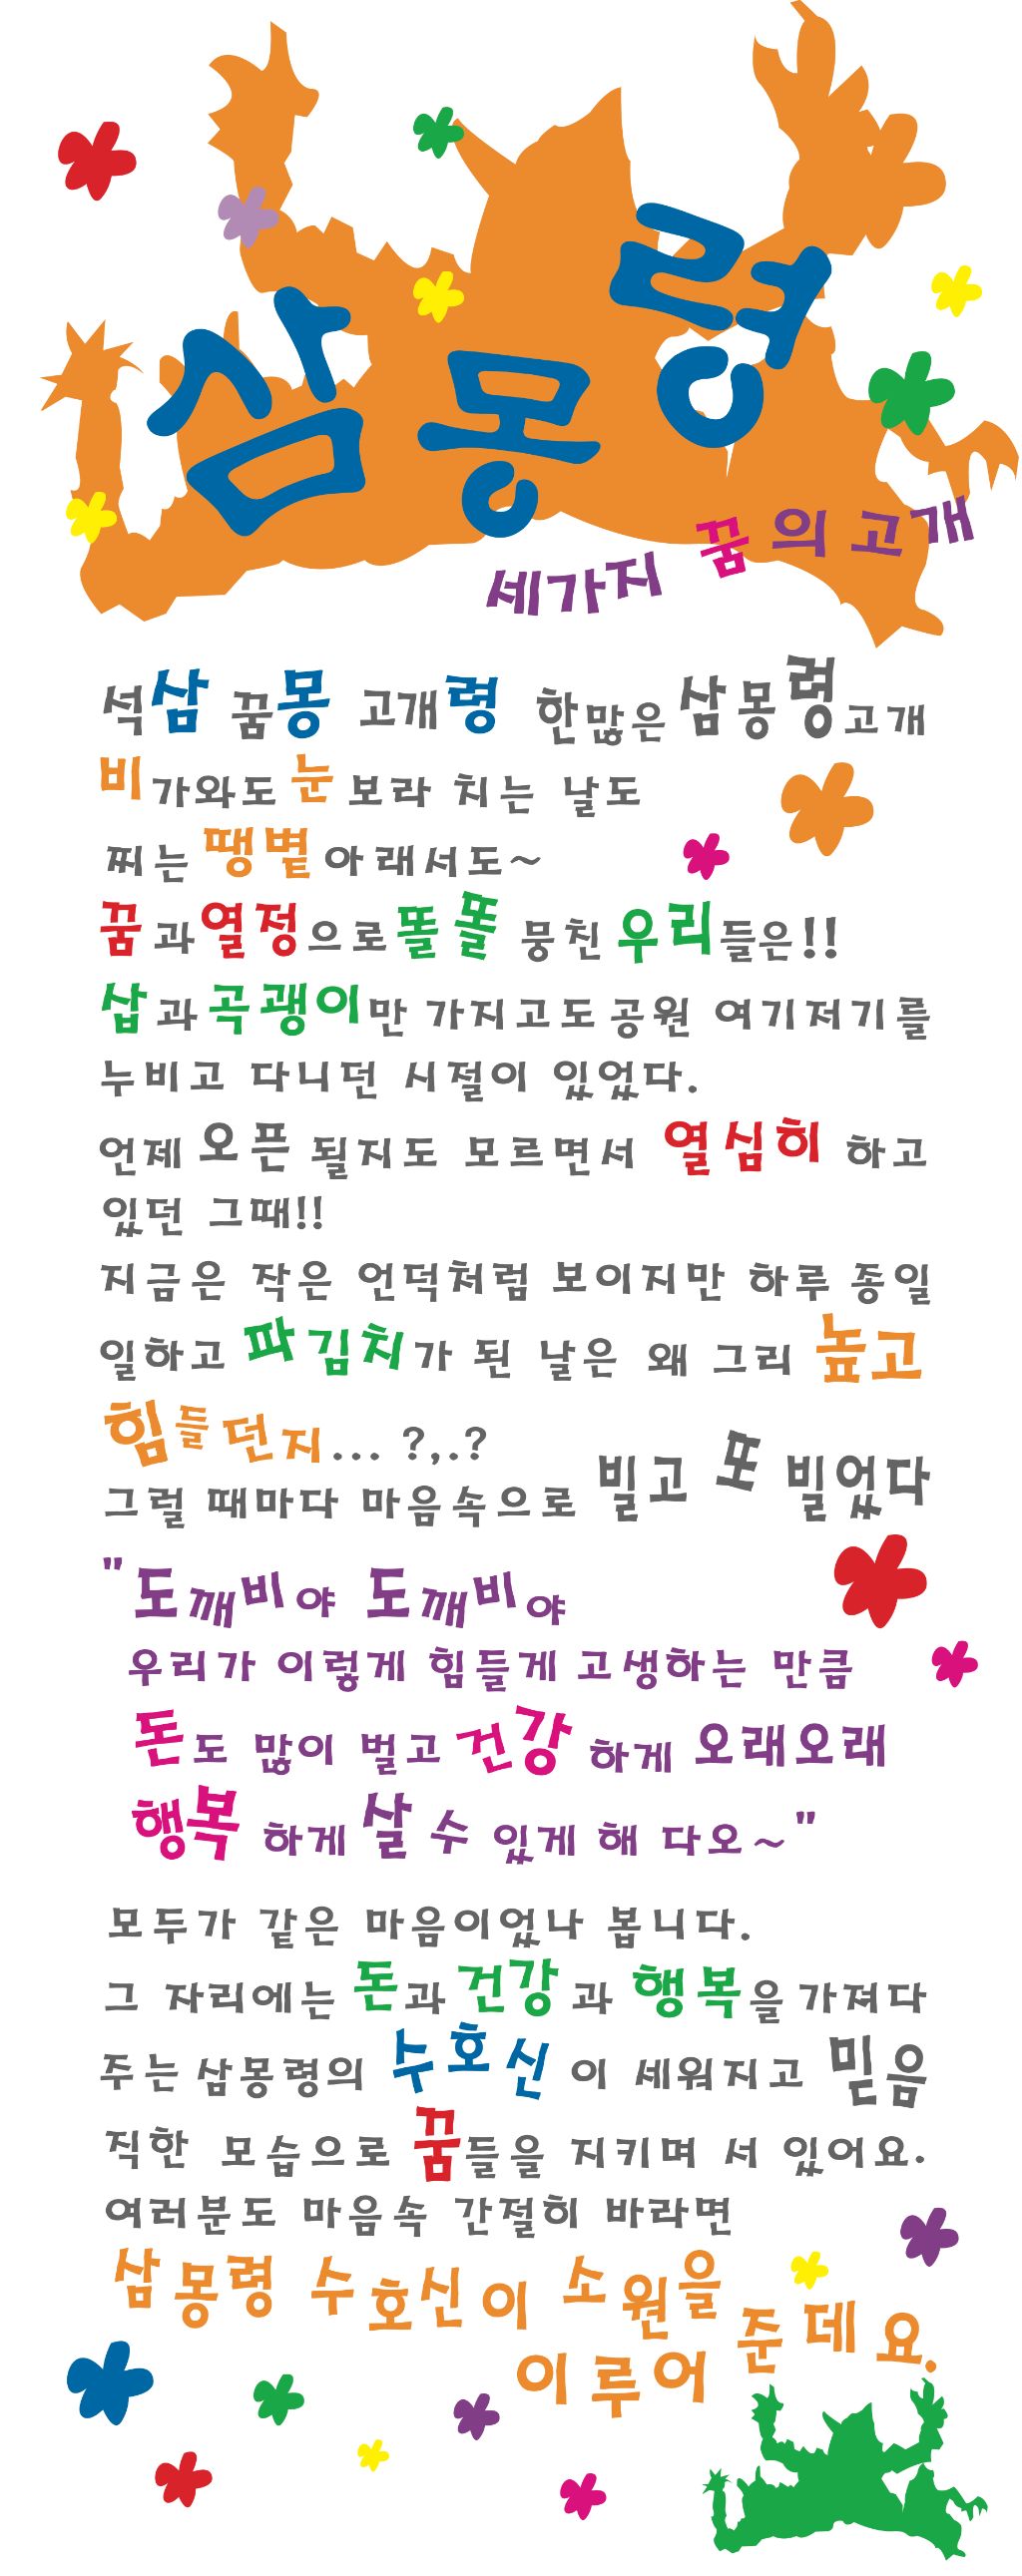 삼몽령
세가지 꿈의고개
석삼 꿈몽 고개령 한많은 삼몽령고개
비가와도 눈보라 치는 날도
찌는 땡볕아래서도~
꿈과열정으로똘똘 뭉친 우리들은!!
삽과곡괭이만 가지고도 공원 여기저기를
누비고 다니던 시절이 있었다.
언제 오픈 될지도 모르면서 열심히 하고
있던 그때!!
지금은 작은 언덕처럼 보이지만 하루 종일
일하고 파김치가 된 날은 왜 그리 높고
힘들던지... ?,.?
그럴 때마다 마음속으로 빌고 또 빌었다
"도깨비야 도깨비야
우리가 이렇게 힘들게 고생하는 만큼
돈도 많이 벌고 건강하게 오래오래
행복 하게 살 수 있게 해 다오~"
모두가 같은 마음이었나 봅니다.
그 자리에는 돈과 건강과 행복을 가져다
주는 삼몽령의 수호신이 세워지고 믿음
직한 모습으로 꿈들을 지키며 서 있어요.
여러분도 마음속 간절히 바라면
삼몽령 수호신이 소원을
이루어 준데요.